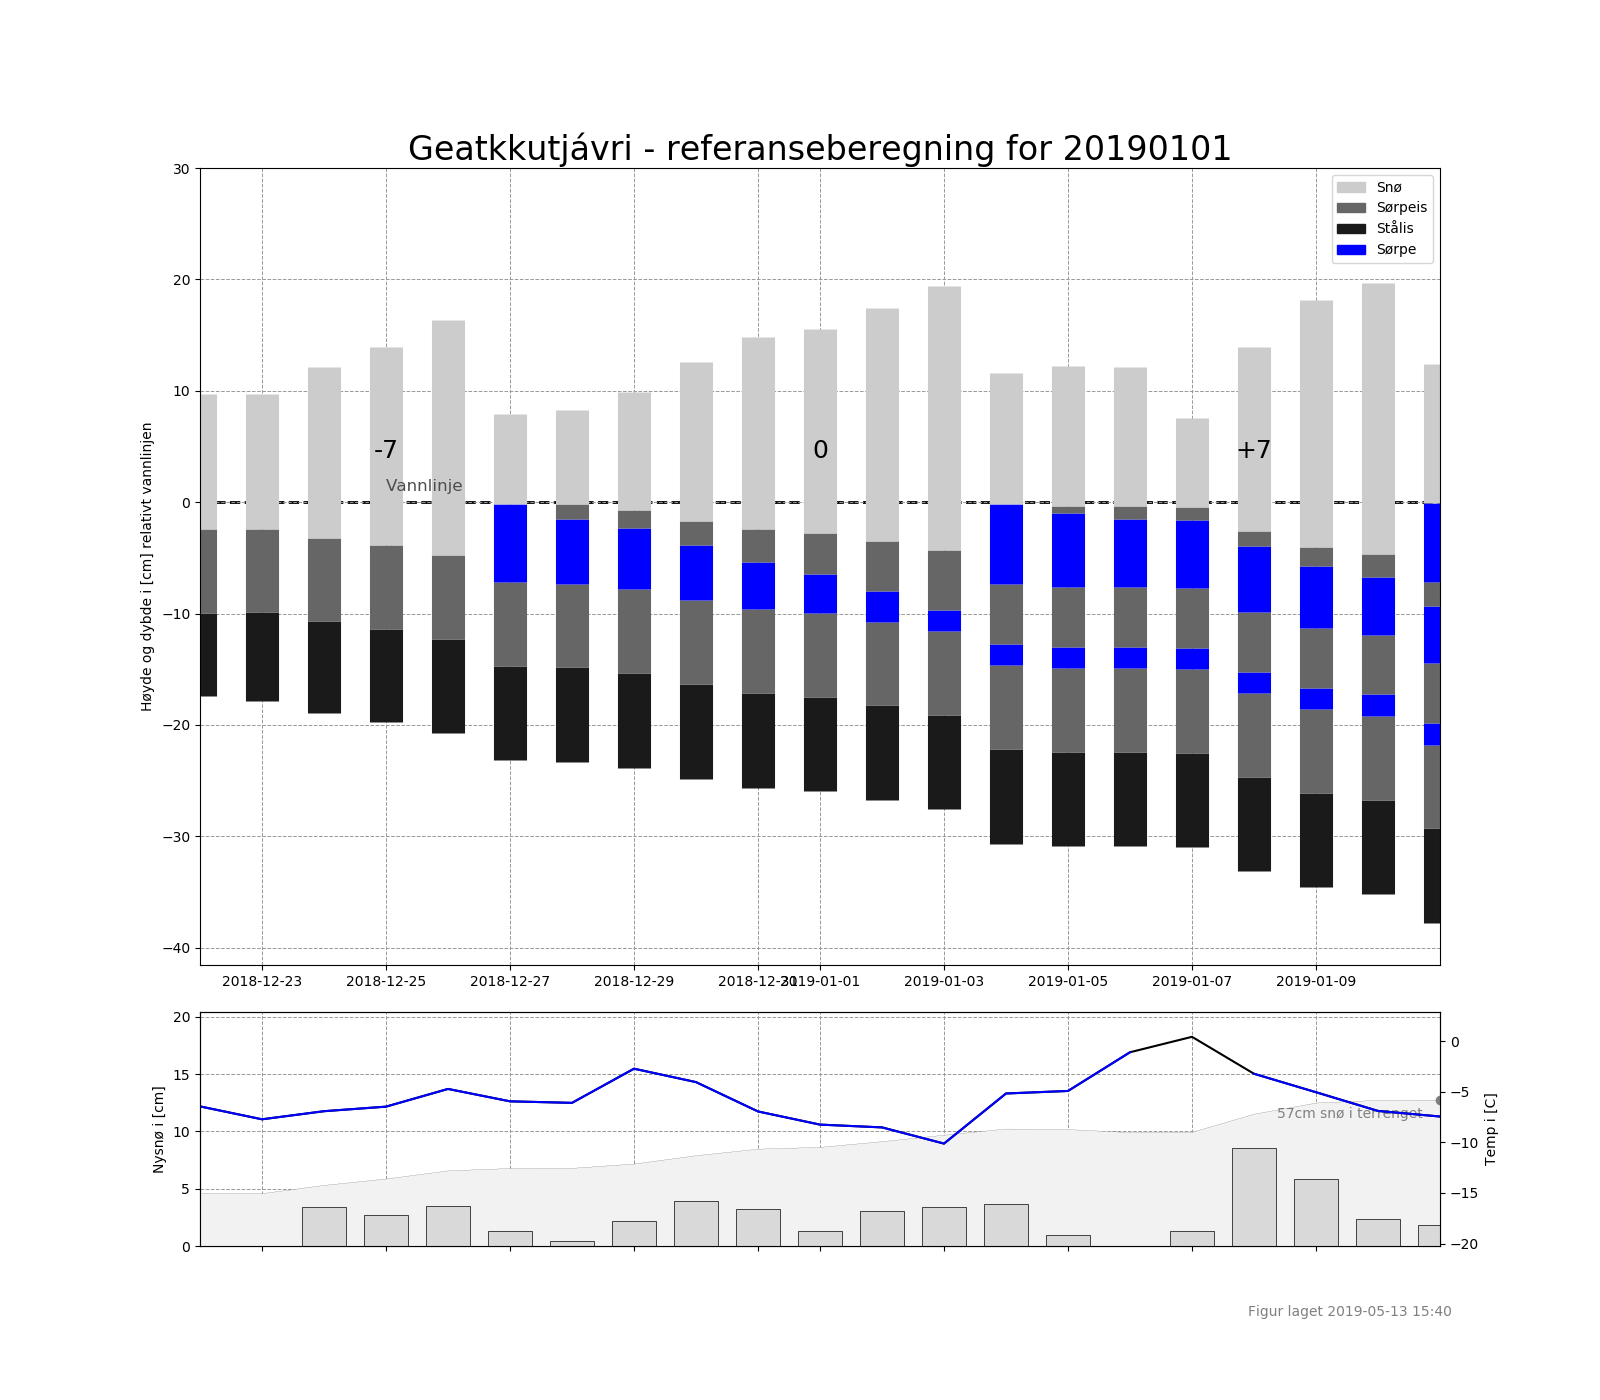 Geatkkutjávri - referanseberegning for 20190101
30
20
10
0
−10
−20
−30
−40
Høyde og dybde i [cm] relativt vannlinjen
Snø
Sørpeis
Stålis
Sørpe
-7
0
+7
Vannlinje
2018-12-23
2018-12-25
2018-12-27
2018-12-29
2018-12-31
2019-01-01
2019-01-03
2019-01-05
2019-01-07
2019-01-09
20
15
10
5
0
Nysnø i [cm]
0
−5
−10
−15
−20
Temp i [C]
57cm snø i terrenget
Figur laget 2019-05-13 15:40